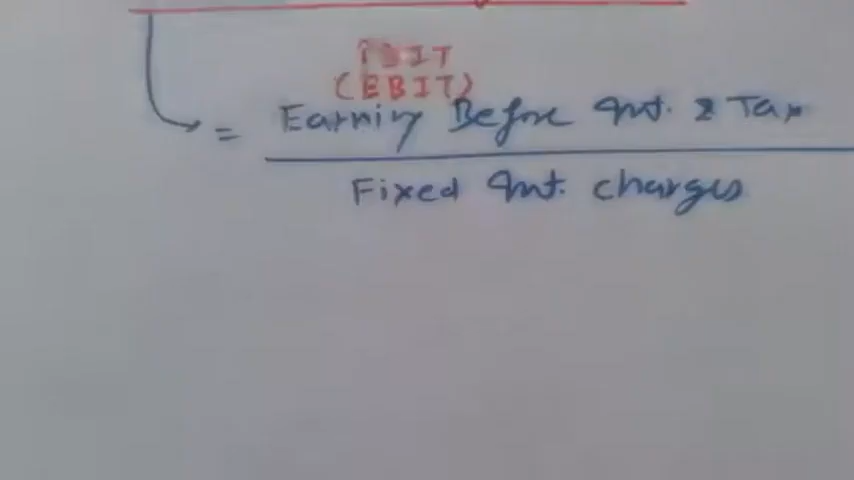 (EBIT)
= Earning Before Int. & Tax
Fixed Int. charges